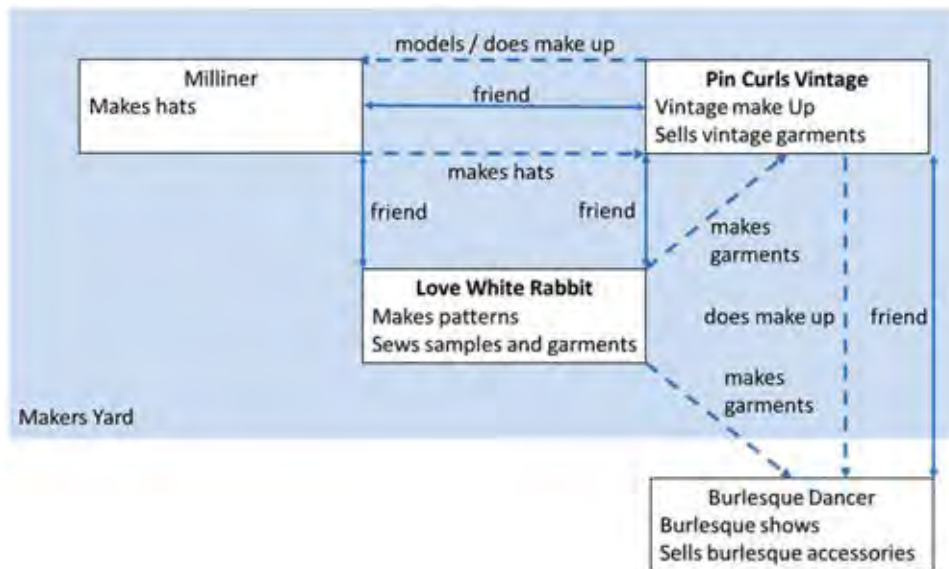 models / does make up
Milliner
Makes hats
friend
Pin Curls Vintage
Vintage make Up
Sells vintage garments
makes hats
friend
friend
makes
garments
Love White Rabbit
Makes patterns
Sews samples and garments
does make up
friend
makes
garments
Makers Yard
Burlesque Dancer
Burlesque shows
Sells burlesque accessories